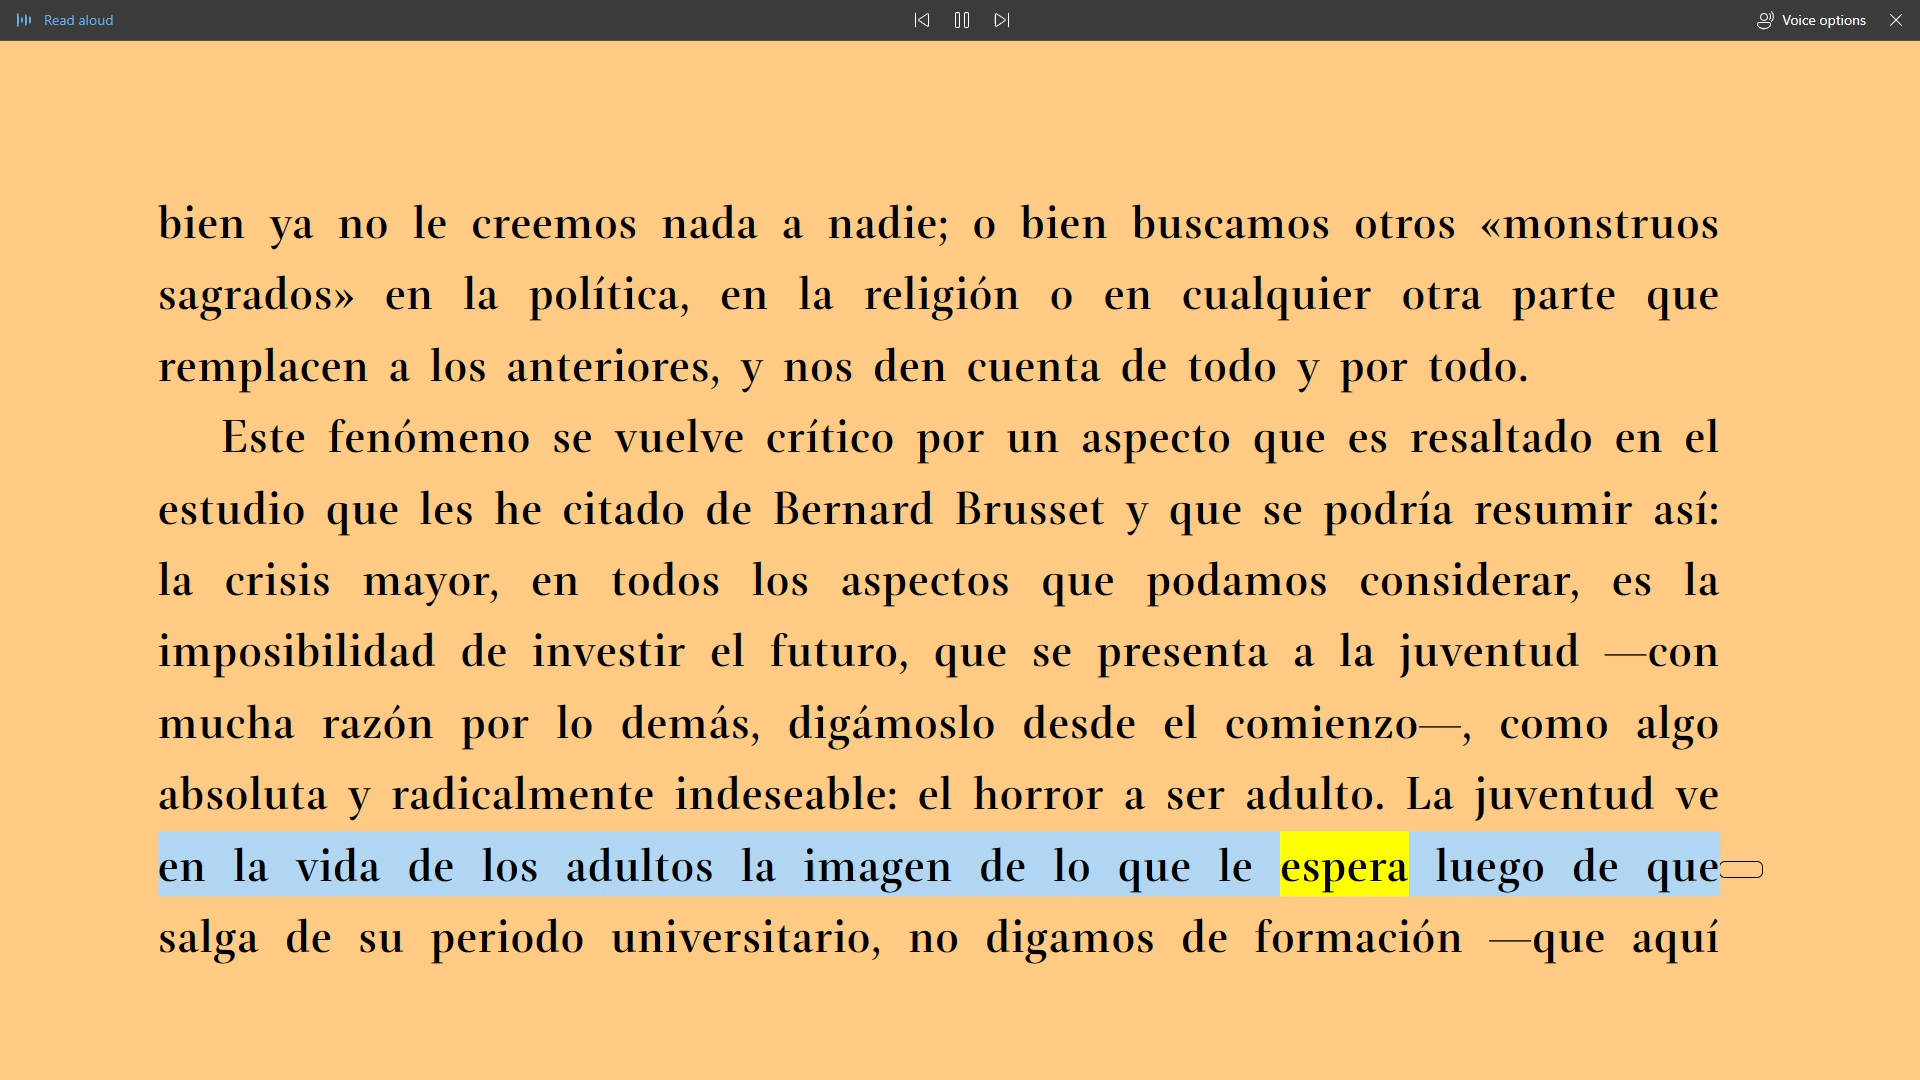 Read aloud
Voice options
bien ya no le creemos nada a nadie; o bien buscamos otros «monstruos
sagrados» en la política, en la religión o en cualquier otra parte que
remplacen a los anteriores, y nos den cuenta de todo y por todo.
Este fenómeno se vuelve crítico por un aspecto que es resaltado en el
estudio que les he citado de Bernard Brusset y que se podría resumir así:
la crisis mayor, en todos los aspectos que podamos considerar, es la
imposibilidad de investir el futuro, que se presenta a la juventud —con
mucha razón por lo demás, digámoslo desde el comienzo—, como algo
absoluta y radicalmente indeseable: el horror a ser adulto. La juventud ve
en la vida de los adultos la imagen de lo que le espera luego de que
salga de su periodo universitario, no digamos de formación —que aquí